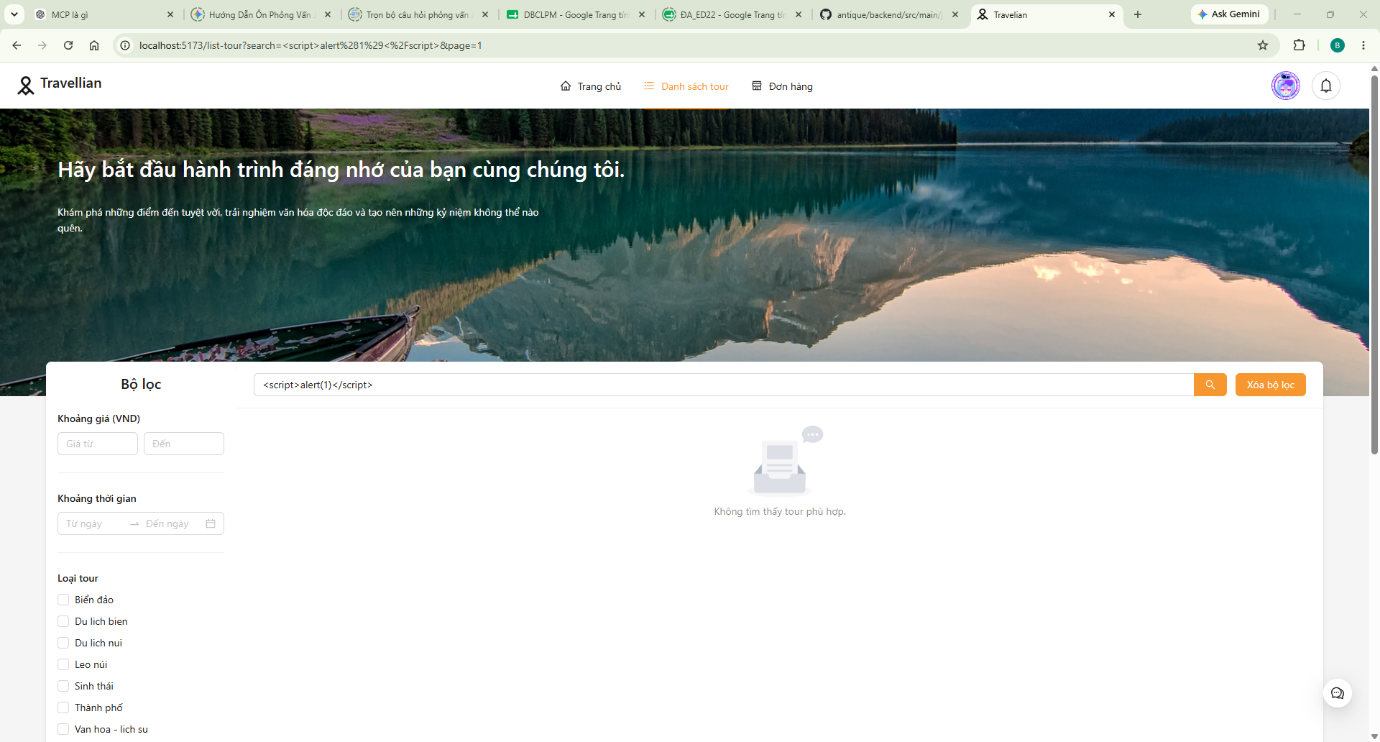 MCP là gì
Hướng Dẫn Ôn Phỏng Vấn
Trọn bộ câu hỏi phỏng vấn
DBCLPM - Google Trang tín
ĐA_ED22 - Google Trang tí
antique/backend/src/main/j
Travelian
Ask Gemini
localhost:5173/list-tour?search=<script>alert%281%29<%2Fscript>&page=1
B
Travellian
Trang chủ
Danh sách tour
Đơn hàng
Hãy bắt đầu hành trình đáng nhớ của bạn cùng chúng tôi.
Khám phá những điểm đến tuyệt vời, trải nghiệm văn hóa độc đáo và tạo nên những kỷ niệm không thể nào
quên.
Bộ lọc
<script>alert(1)</script>
Xóa bộ lọc
Khoảng giá (VND)
Giá từ
Đến
Không tìm thấy tour phù hợp.
Khoảng thời gian
Từ ngày
Đến ngày
Loại tour
Biển đảo
Du lich bien
Du lich nui
Leo núi
Sinh thái
Thành phố
Van hoa - lich su